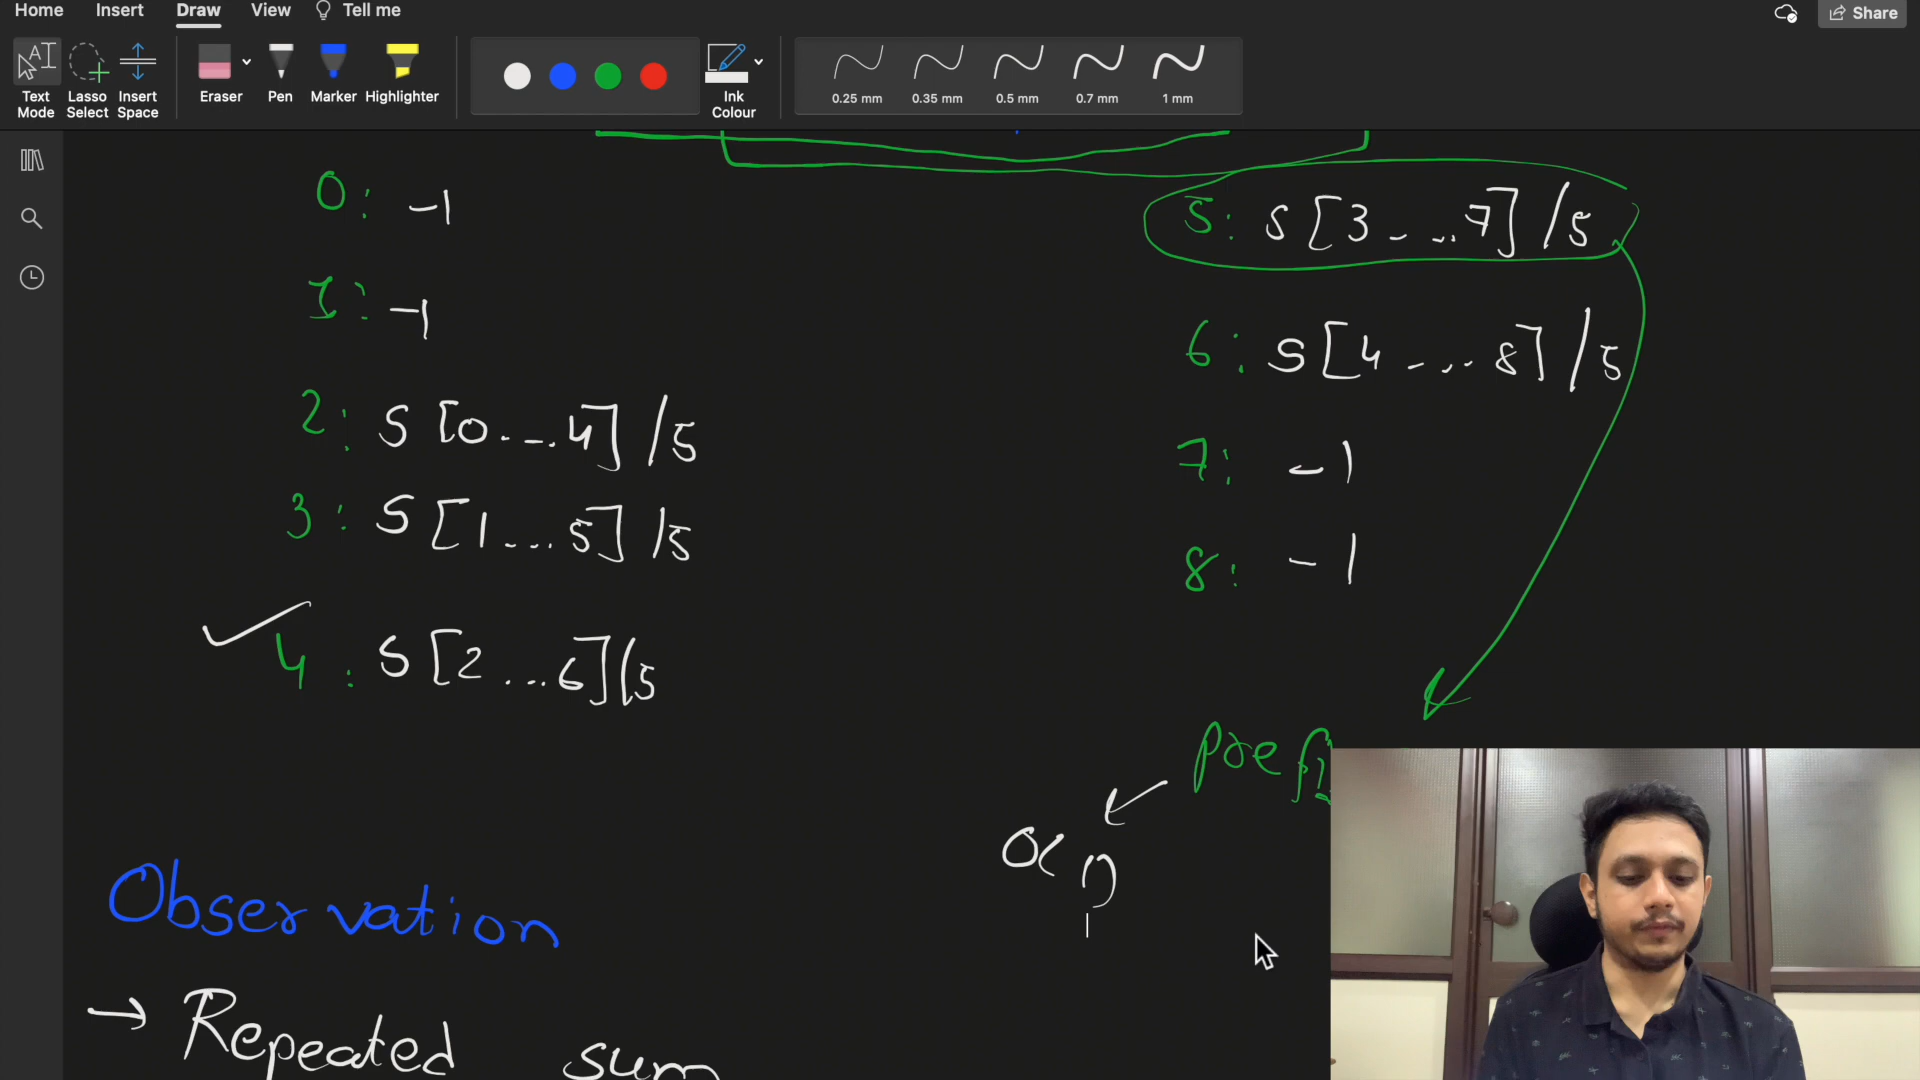 Home Insert Draw View Tell me Share
Text Mode Lasso Select Insert Space Eraser Pen Marker Highlighter Ink Colour 0.25 mm 0.35 mm 0.5 mm 0.7 mm 1 mm
0: -1
1: -1
2: S[0...4]/5
3: S[1...5]/5
4: S[2...6]/5
5: S[3...7]/5
6: S[4...8]/5
7: -1
8: -1
Observation
→ Repeated sum